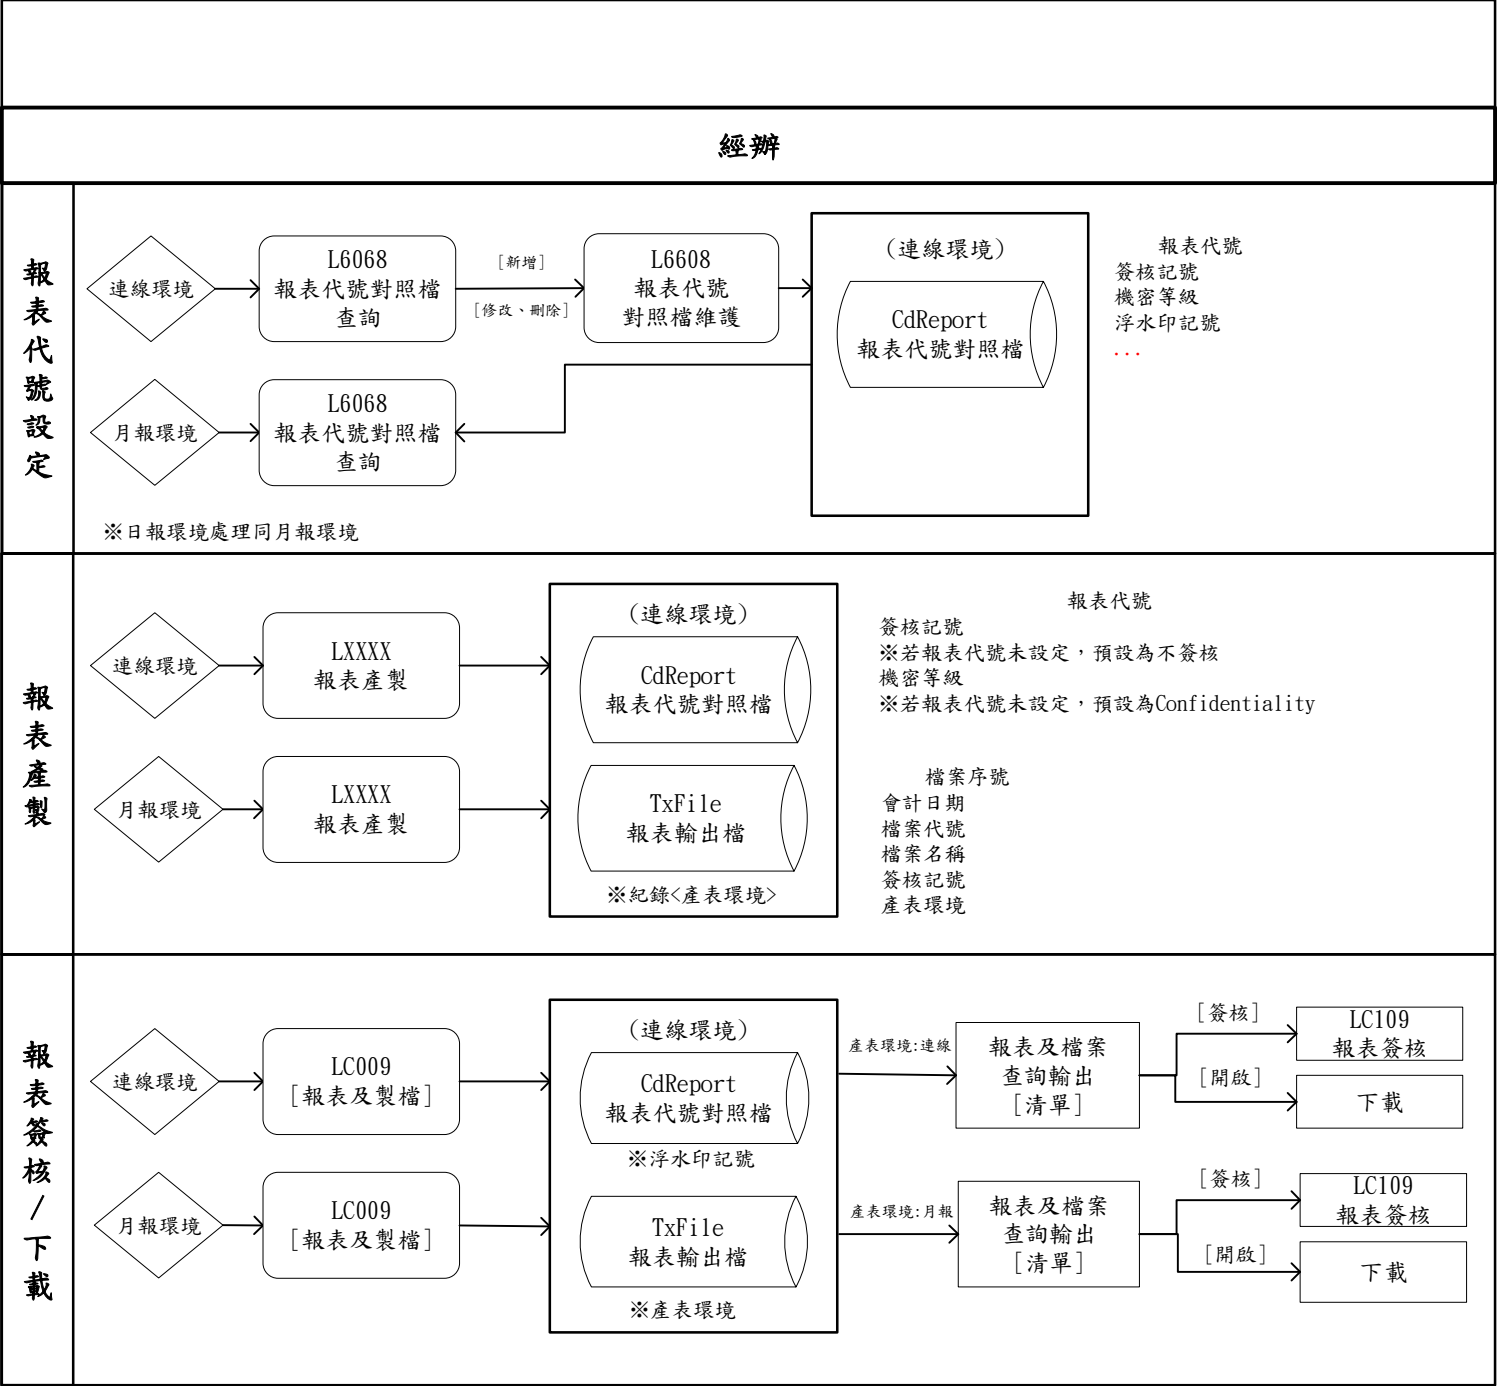 經辦
報表代號設定
連線環境
L6068
報表代號對照檔
查詢
[新增]
[修改、刪除]
L6608
報表代號
對照檔維護
(連線環境)
CdReport
報表代號對照檔
報表代號
簽核記號
機密等級
浮水印記號
...
月報環境
L6068
報表代號對照檔
查詢
※日報環境處理同月報環境
報表產製
連線環境
LXXXX
報表產製
月報環境
LXXXX
報表產製
(連線環境)
CdReport
報表代號對照檔
TxFile
報表輸出檔
※紀錄<產表環境>
報表代號
簽核記號
※若報表代號未設定，預設為不簽核
機密等級
※若報表代號未設定，預設為Confidentiality
檔案序號
會計日期
檔案代號
檔案名稱
簽核記號
產表環境
報表簽核/下載
連線環境
LC009
[報表及製檔]
月報環境
LC009
[報表及製檔]
(連線環境)
CdReport
報表代號對照檔
※浮水印記號
TxFile
報表輸出檔
※產表環境
產表環境:連線
報表及檔案
查詢輸出
[清單]
[簽核]
LC109
報表簽核
[開啟]
下載
產表環境:月報
報表及檔案
查詢輸出
[清單]
[簽核]
LC109
報表簽核
[開啟]
下載